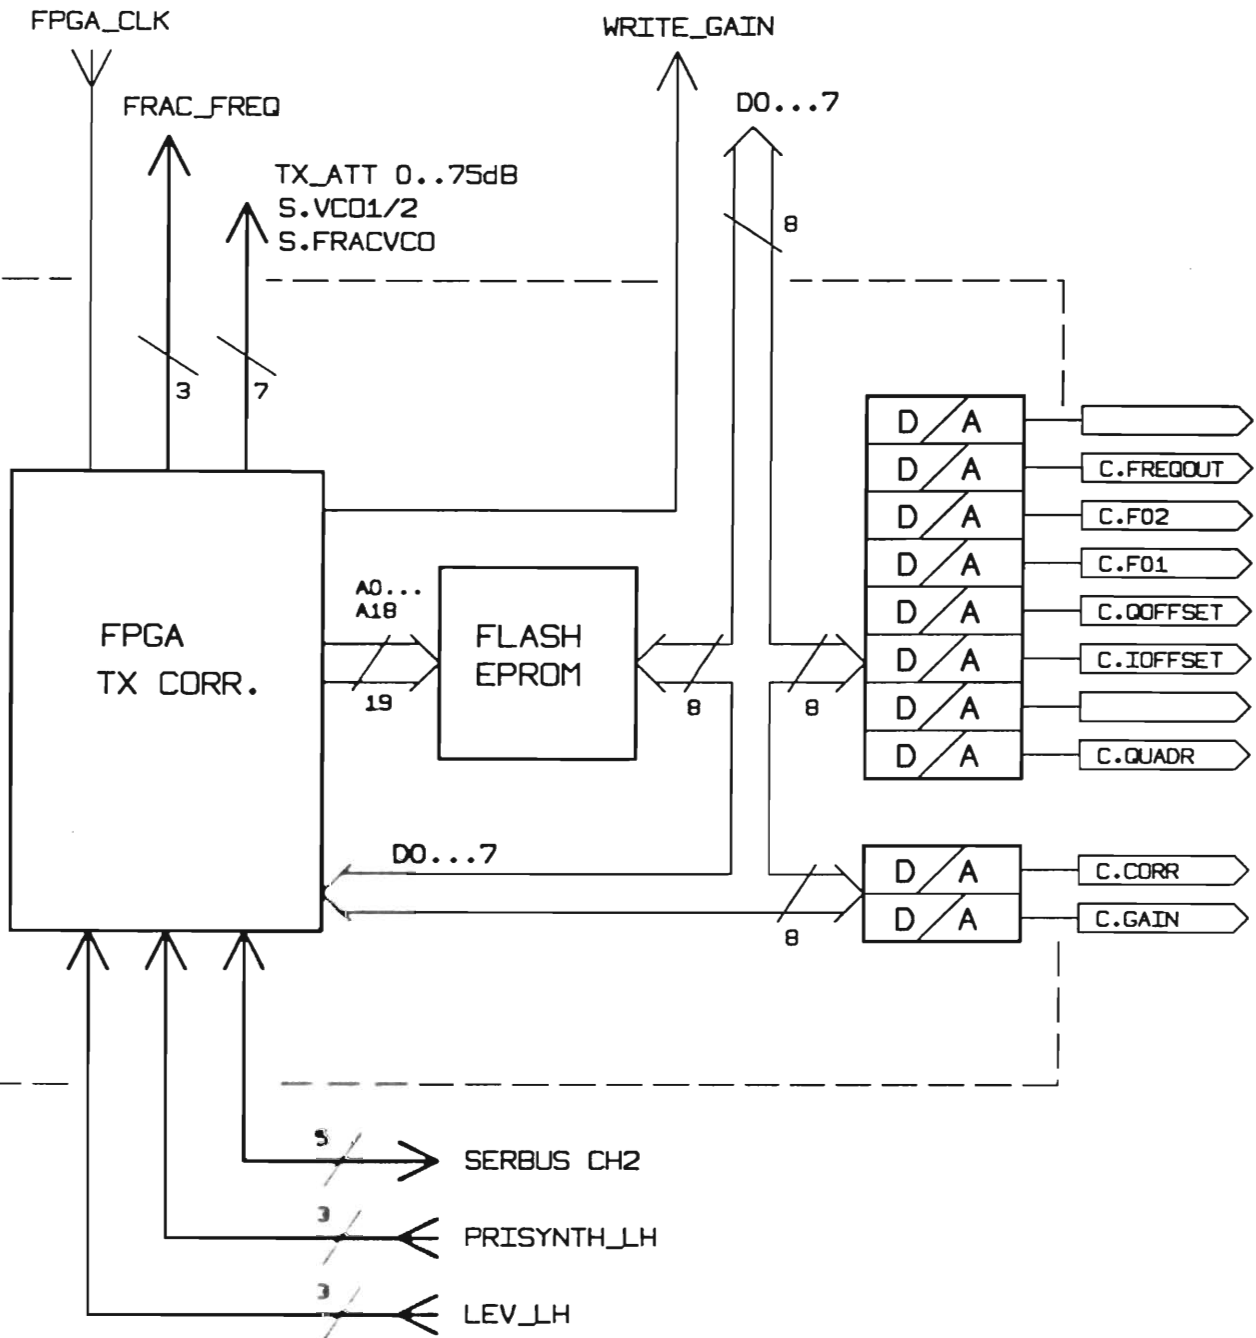 FPGA_CLK
WRITE_GAIN
FRAC_FREQ
D0...7
TX_ATT 0..75dB
S.VCO1/2
S.FRACVCO
8
3
7
D/A
D/A C.FREQOUT
D/A C.F02
D/A C.F01
D/A C.QOFFSET
D/A C.IOFFSET
D/A
D/A C.QUADR
A0...
A18
19
FPGA
TX CORR.
FLASH
EPROM
8
8
D0...7
8
D/A C.CORR
D/A C.GAIN
5
SERBUS CH2
3
PRISYNTH_LH
3
LEV_LH